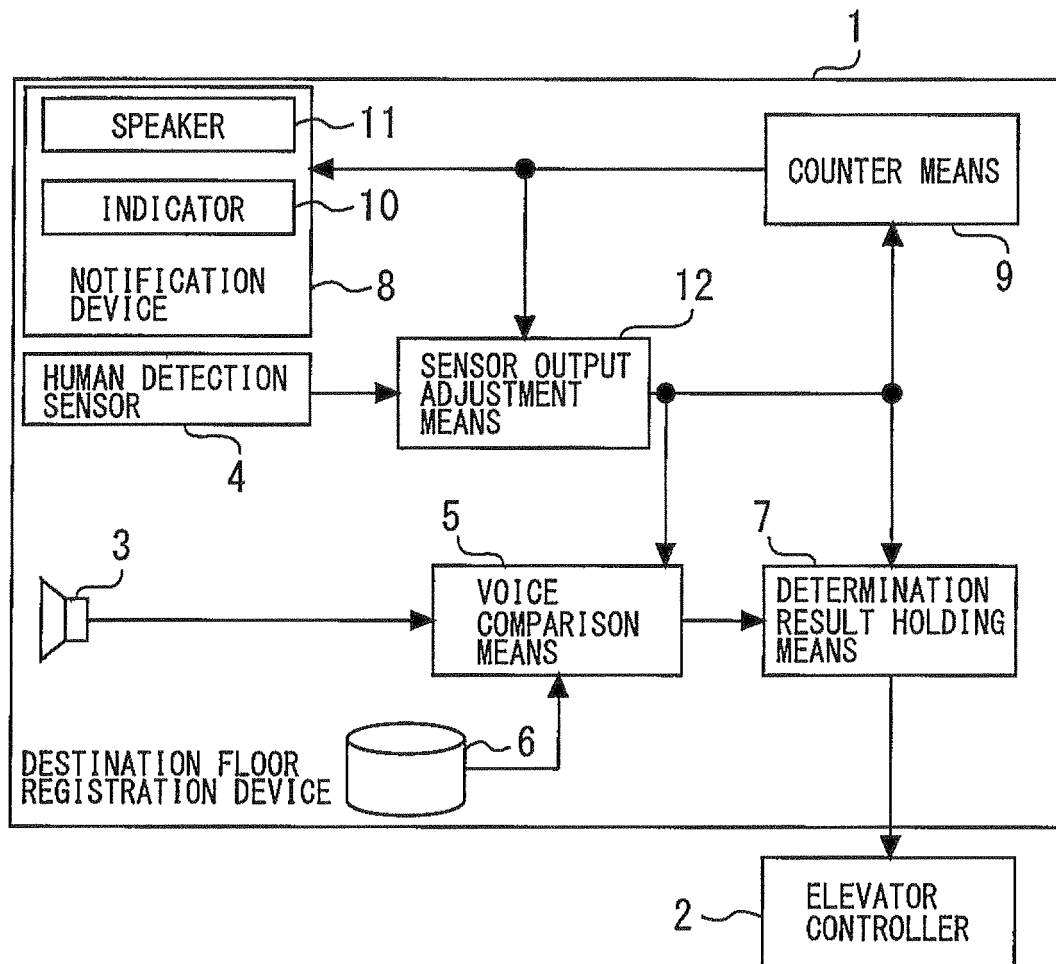 1
SPEAKER
11
INDICATOR
10
NOTIFICATION
DEVICE
8
COUNTER MEANS
9
12
HUMAN DETECTION
SENSOR
4
SENSOR OUTPUT
ADJUSTMENT
MEANS
3
5
VOICE
COMPARISON
MEANS
7
DETERMINATION
RESULT HOLDING
MEANS
6
DESTINATION FLOOR
REGISTRATION DEVICE
2
ELEVATOR
CONTROLLER